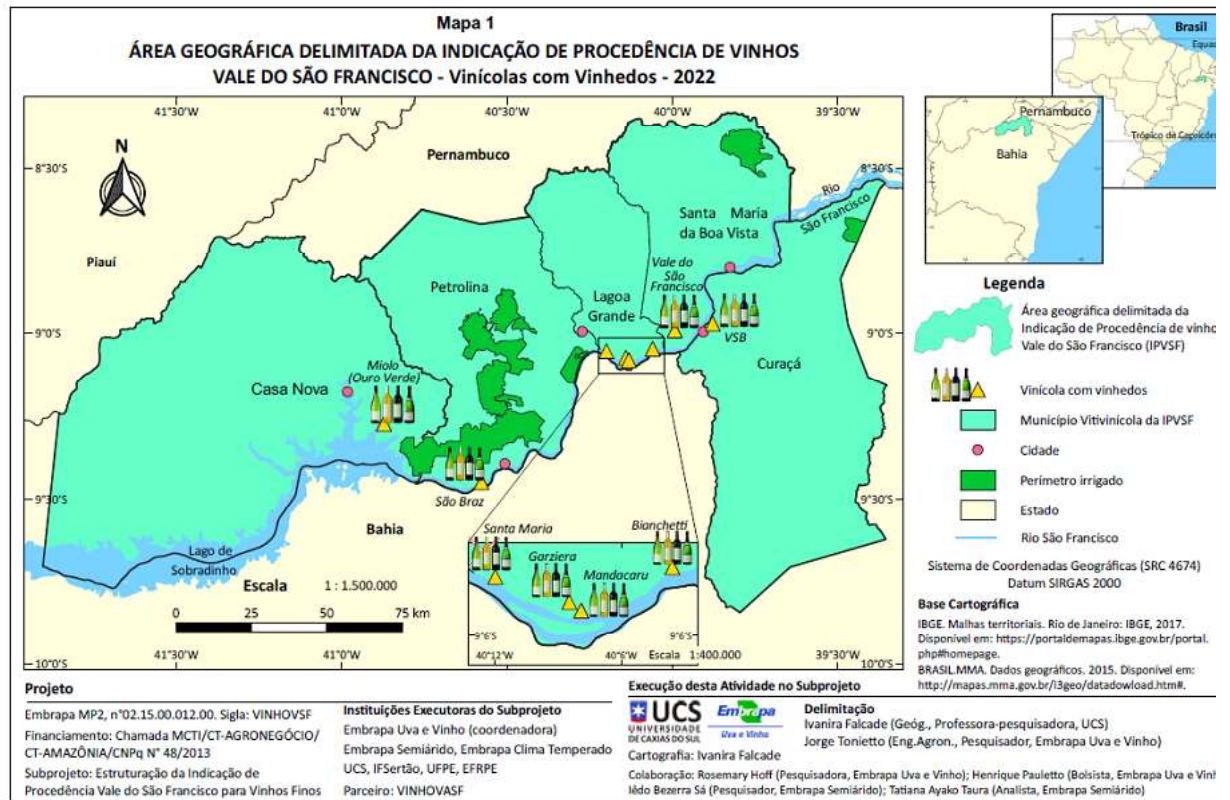 Mapa 1
ÁREA GEOGRÁFICA DELIMITADA DA INDICAÇÃO DE PROCEDÊNCIA DE VINHOS
VALE DO SÃO FRANCISCO - Vinícolas com Vinhedos - 2022
41°30'S
41°00'S
40°30'S
40°00'S
39°30'S
8°30'S
9°0'S
9°30'S
10°0'S
8°30'S
9°0'S
9°30'S
10°0'S
41°30'S
41°00'S
39°30'S
N
Pernambuco
Piauí
Bahia
Rio
São Francisco
Santa Maria
da Boa Vista
Vale do
São
Francisco
Petrolina
Lagoa
Grande
VSB
Curaçá
Miolo
(Ouro Verde)
Casa Nova
São Braz
Lago de
Sobradinho
Escala
1 : 1.500.000
0 25 50 75 km
Santa Maria
Garziera
Mandacaru
Bianchetti
9°6'S
9°6'S
40°12'S
40°6'S
Escala 1:400.000
Brasil
Equa
Trópico de Capricór
Pernambuco
Bahia
Legenda
Área geográfica delimitada da
Indicação de Procedência de vinho
Vale do São Francisco (IPVSF)
Vinícola com vinhedos
Município Vitivinícola da IPVSF
Cidade
Perímetro irrigado
Estado
Rio São Francisco
Sistema de Coordenadas Geográficas (SRC 4674)
Datum SIRGAS 2000
Base Cartográfica
IBGE. Malhas territoriais. Rio de Janeiro: IBGE, 2017.
Disponível em: https://portaldemapas.ibge.gov.br/portal.
php#homepage.
BRASIL.MMA. Dados geográficos. 2015. Disponível em:
http://mapas.mma.gov.br/i3geo/datadowload.htm#.
Projeto
Embrapa MP2, n°02.15.00.012.00. Sigla: VINHOVSF
Financiamento: Chamada MCTI/CT-AGRONEGÓCIO/
CT-AMAZÔNIA/CNPq N° 48/2013
Subprojeto: Estruturação da Indicação de
Procedência Vale do São Francisco para Vinhos Finos
Instituições Executoras do Subprojeto
Embrapa Uva e Vinho (coordenadora)
Embrapa Semiárido, Embrapa Clima Temperado
UCS, IFSertão, UFPE, EFRPE
Parceiro: VINHOVASF
Execução desta Atividade no Subprojeto
UCS
UNIVERSIDADE
DE CAXIAS DO SUL
Embrapa
Uva e Vinho
Cartografia: Ivanira Falcade
Delimitação
Ivanira Falcade (Geóg., Professora-pesquisadora, UCS)
Jorge Tonietto (Eng.Agron., Pesquisador, Embrapa Uva e Vinho)
Colaboração: Rosemary Hoff (Pesquisadora, Embrapa Uva e Vinho); Henrique Pauletto (Bolsista, Embrapa Uva e Vinh
Iêdo Bezerra Sá (Pesquisador, Embrapa Semiárido); Tatiana Ayako Taura (Analista, Embrapa Semiárido)